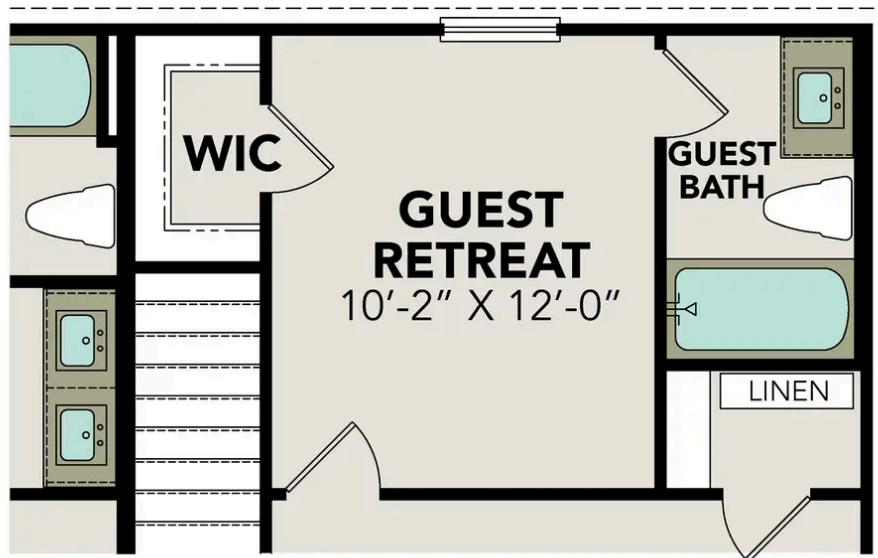 WIC
GUEST
RETREAT
10'-2" X 12'-0"
GUEST
BATH
LINEN